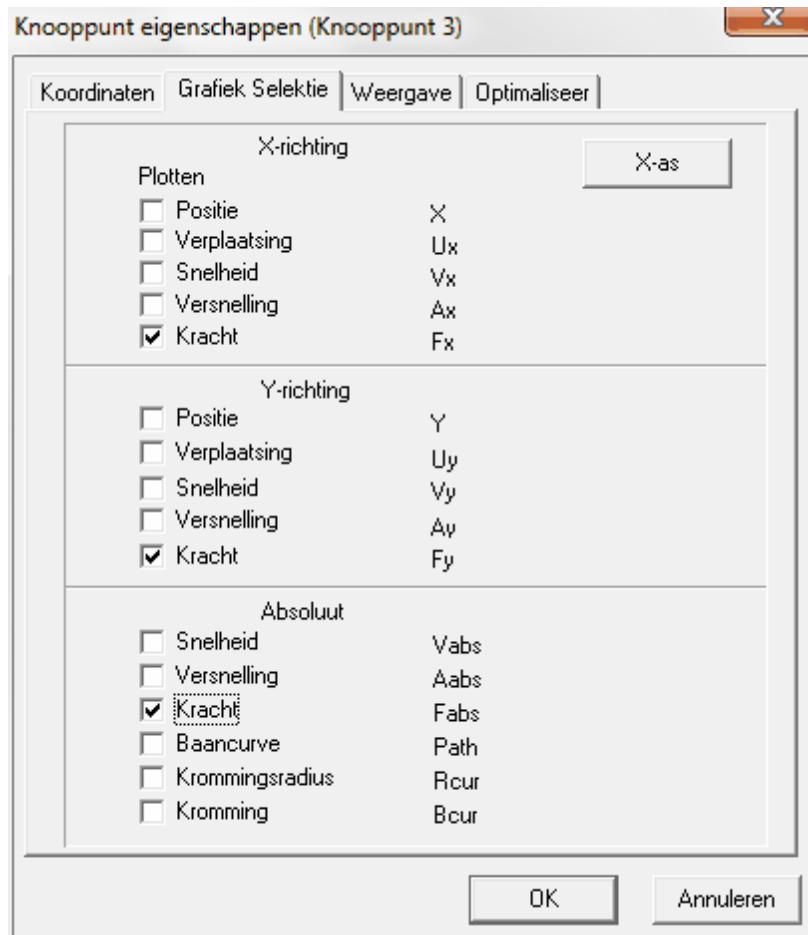 Knooppunt eigenschappen (Knooppunt 3)
Koordinaten Grafiek Selektie Weergave Optimaliseer
X-richting
X-as
Plotten
Positie X
Verplaatsing Ux
Snelheid Vx
Versnelling Ax
Kracht Fx
Y-richting
Positie Y
Verplaatsing Uy
Snelheid Vy
Versnelling Ay
Kracht Fy
Absoluut
Snelheid Vabs
Versnelling Aabs
Kracht Fabs
Baancurve Path
Krommingsradius Rcur
Kromming Bcur
OK Annuleren